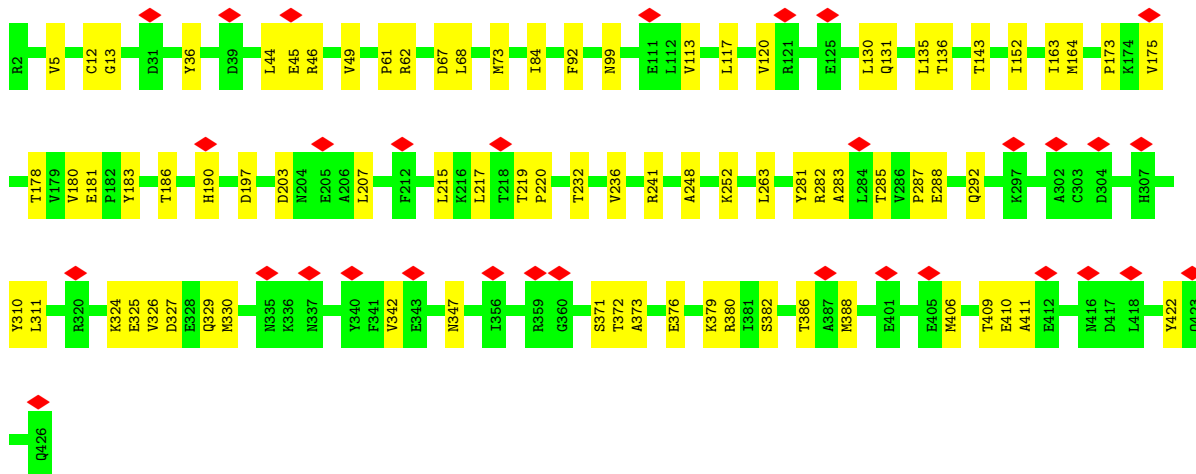 R2 V5 C12 G13 D31 Y36 D39 L44 E45 R46 V49 P61 R62 D67 L68 M73 I84 F92 N99 E111 L112 V113 L117 V120 R121 E125 L130 Q131 L135 T136 T143 I152 I163 M164 P173 K174 V175
T178 V179 V180 E181 P182 Y183 T186 H190 D197 D203 N204 E205 A206 L207 F212 L215 K216 L217 T218 T219 P220 T232 V236 R241 A248 K252 L263 Y281 R282 A283 L284 T285 V286 P287 E288 Q292 K297 A302 C303 D304 H307
Y310 L311 R320 K324 E325 V326 D327 E328 Q329 M330 N335 K336 N337 Y340 F341 V342 E343 N347 I356 R359 G360 S371 T372 A373 E376 K379 R380 I381 S382 T386 A387 M388 E401 E405 M406 T409 E410 A411 E412 N416 D417 L418 Y422
Q426